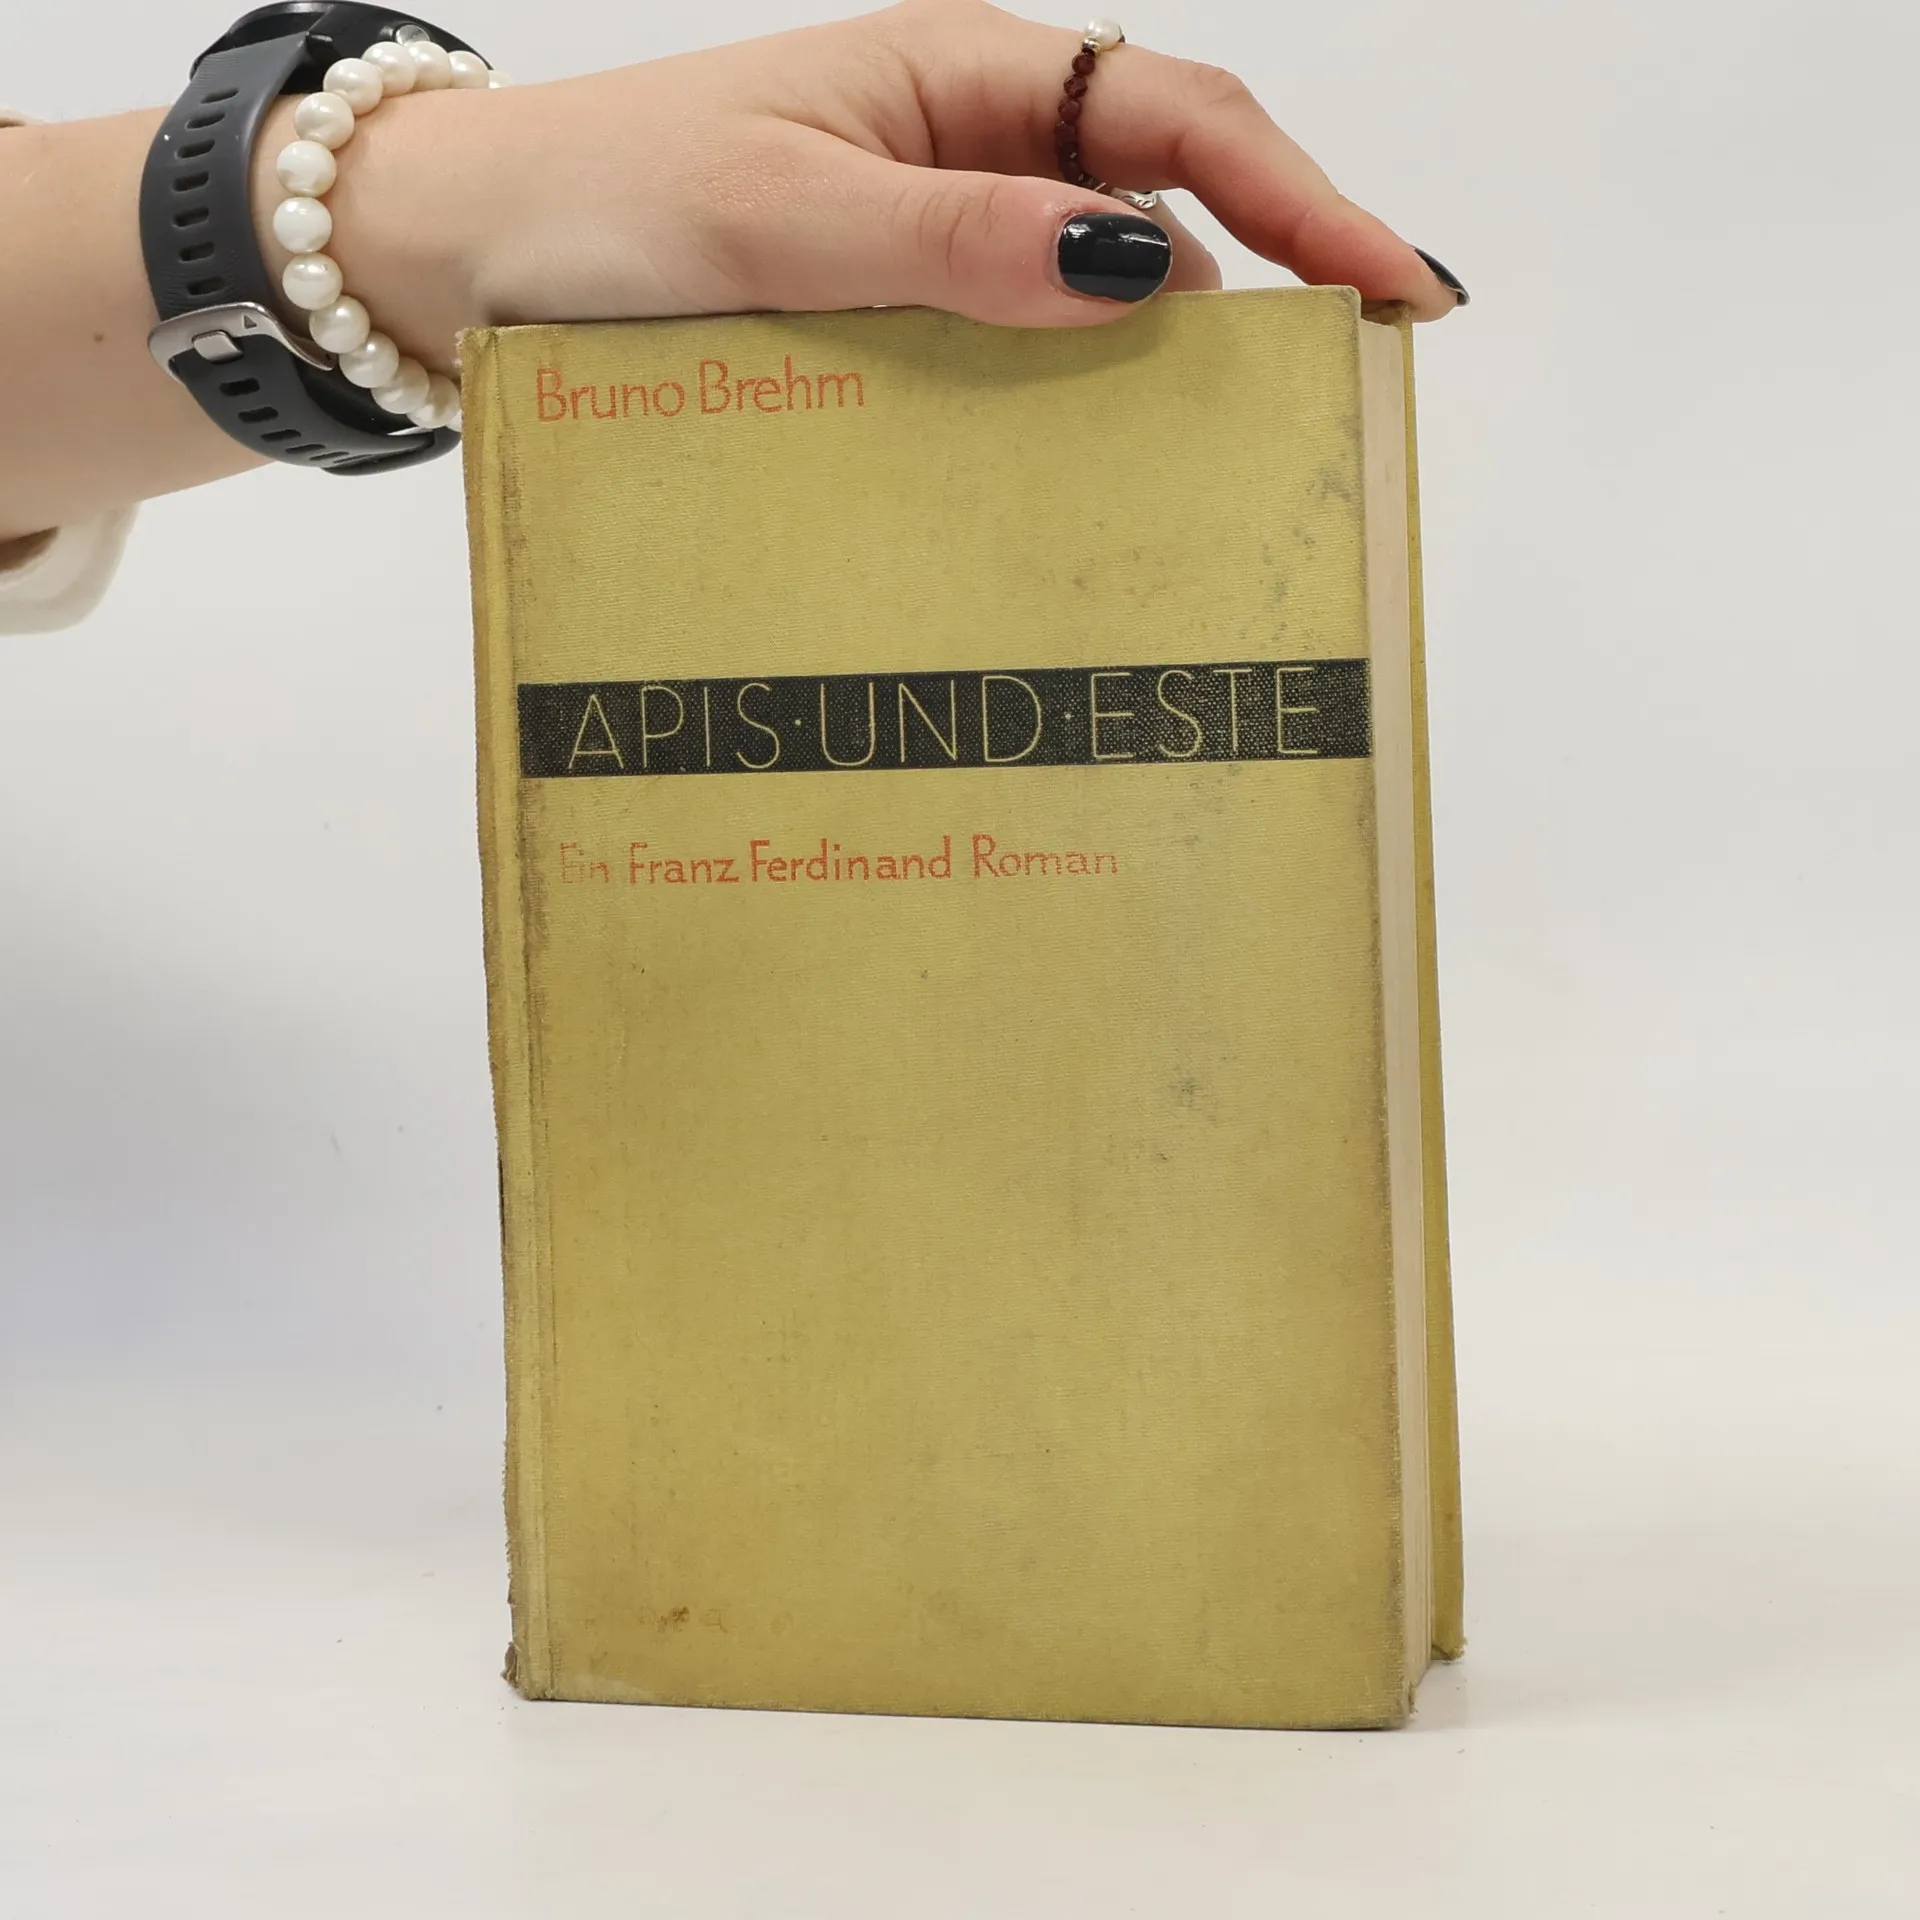 Bruno Brehm
APIS·UND·ESTE
Ein Franz Ferdinand Roman